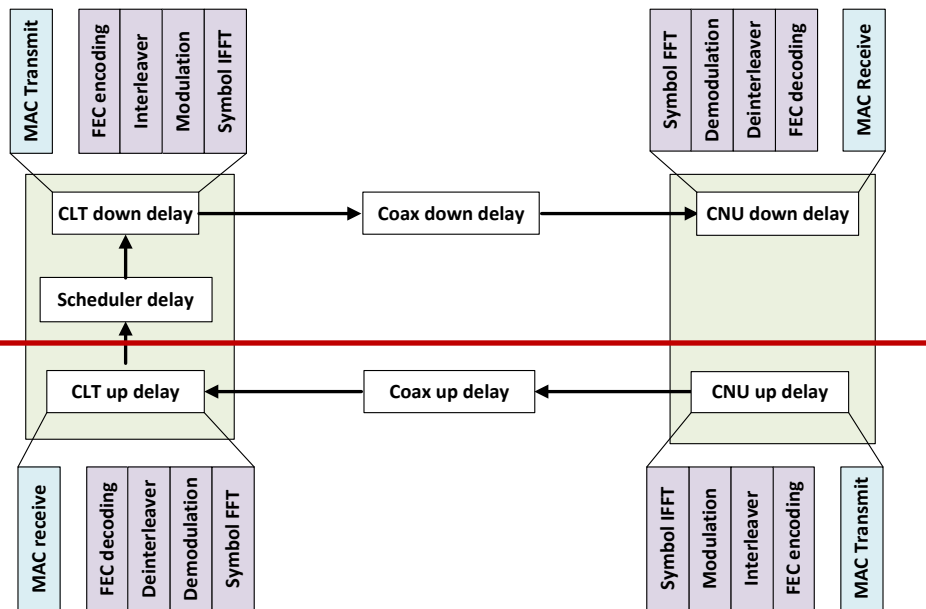 MAC Transmit
FEC encoding
Interleaver
Modulation
Symbol IFFT
Symbol FFT
Demodulation
Deinterleaver
FEC decoding
MAC Receive
CLT down delay
Coax down delay
CNU down delay
Scheduler delay
CLT up delay
Coax up delay
CNU up delay
MAC receive
FEC decoding
Deinterleaver
Demodulation
Symbol FFT
Symbol IFFT
Modulation
Interleaver
FEC encoding
MAC Transmit